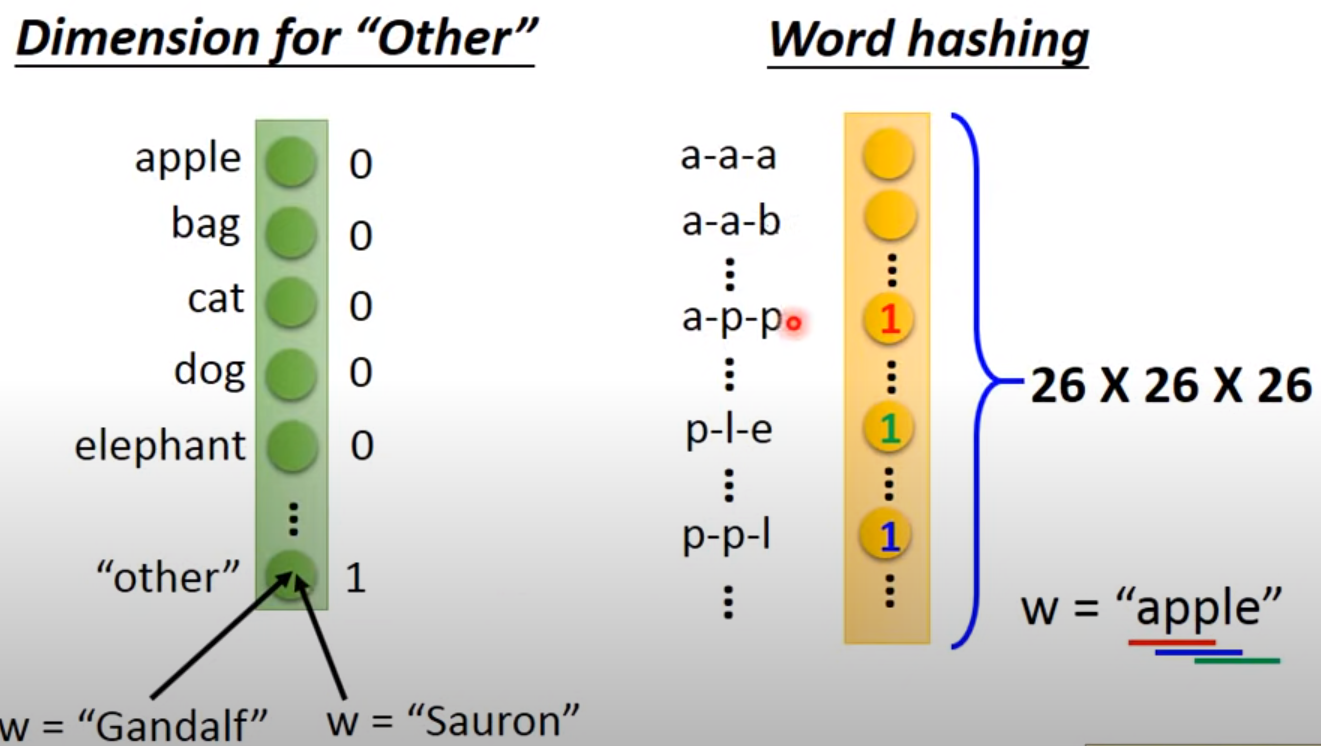 Dimension for “Other”
apple 0
bag 0
cat 0
dog 0
elephant 0
“other” 1
w = “Gandalf” w = “Sauron”
Word hashing
a-a-a
a-a-b
a-p-p 1
p-l-e 1
p-p-l 1
26 X 26 X 26
w = “apple”